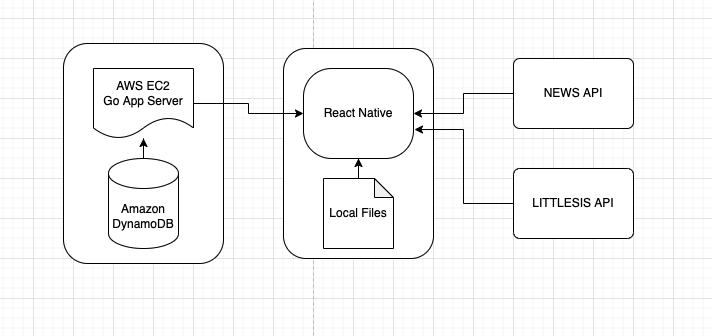 AWS EC2
Go App Server
Amazon
DynamoDB
React Native
Local Files
NEWS API
LITTLESIS API